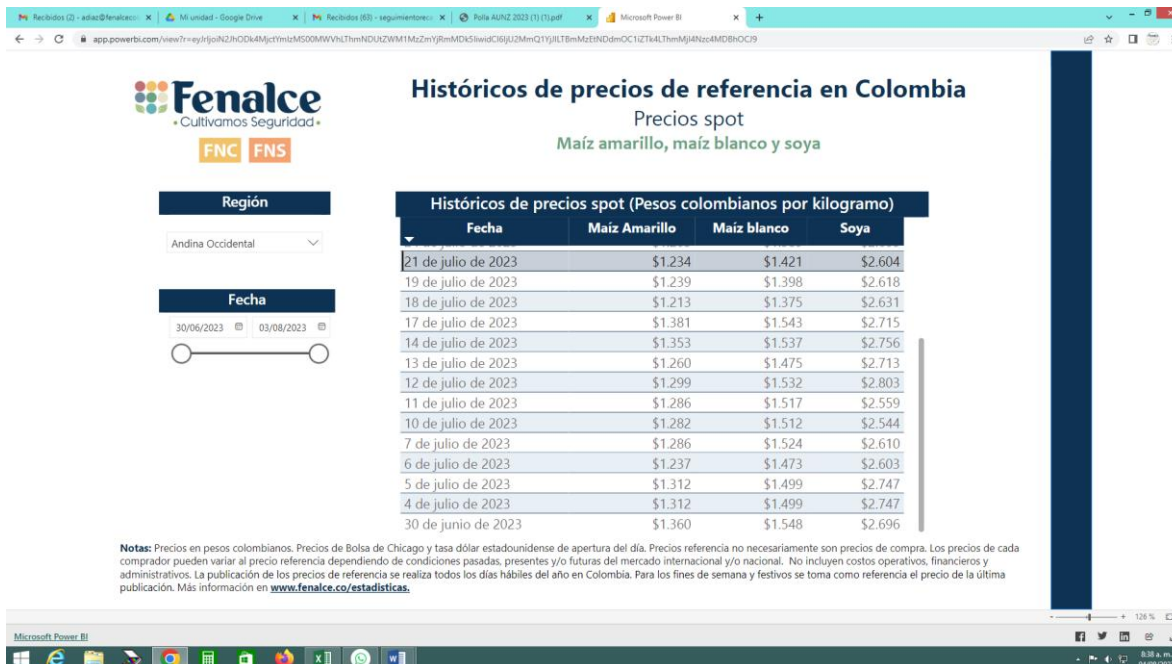 Recibidos (2) - adiaz@fenalceco
Mi unidad - Google Drive
Recibidos (63) - seguimientorec
Polla AUNZ 2023 (1) (1).pdf
Microsoft Power BI
Fenalce
• Cultivamos Seguridad •
FNC FNS
Históricos de precios de referencia en Colombia
Precios spot
Maíz amarillo, maíz blanco y soya
Región
Andina Occidental
Fecha
30/06/2023 03/08/2023
Históricos de precios spot (Pesos colombianos por kilogramo)
Fecha Maíz Amarillo Maíz blanco Soya
21 de julio de 2023 $1.234 $1.421 $2.604
19 de julio de 2023 $1.239 $1.398 $2.618
18 de julio de 2023 $1.213 $1.375 $2.631
17 de julio de 2023 $1.381 $1.543 $2.715
14 de julio de 2023 $1.353 $1.537 $2.756
13 de julio de 2023 $1.260 $1.475 $2.713
12 de julio de 2023 $1.299 $1.532 $2.803
11 de julio de 2023 $1.286 $1.517 $2.559
10 de julio de 2023 $1.282 $1.512 $2.544
7 de julio de 2023 $1.286 $1.524 $2.610
6 de julio de 2023 $1.237 $1.473 $2.603
5 de julio de 2023 $1.312 $1.499 $2.747
4 de julio de 2023 $1.312 $1.499 $2.747
30 de junio de 2023 $1.360 $1.548 $2.696
Notas: Precios en pesos colombianos. Precios de Bolsa de Chicago y tasa dólar estadounidense de apertura del día. Precios referencia no necesariamente son precios de compra. Los precios de cada
comprador pueden variar al precio referencia dependiendo de condiciones pasadas, presentes y/o futuras del mercado internacional y/o nacional. No incluyen costos operativos, financieros y
administrativos. La publicación de los precios de referencia se realiza todos los días hábiles del año en Colombia. Para los fines de semana y festivos se toma como referencia el precio de la última
publicación. Más información en www.fenalce.co/estadisticas.
126 %
Microsoft Power BI
8:38 a. m.